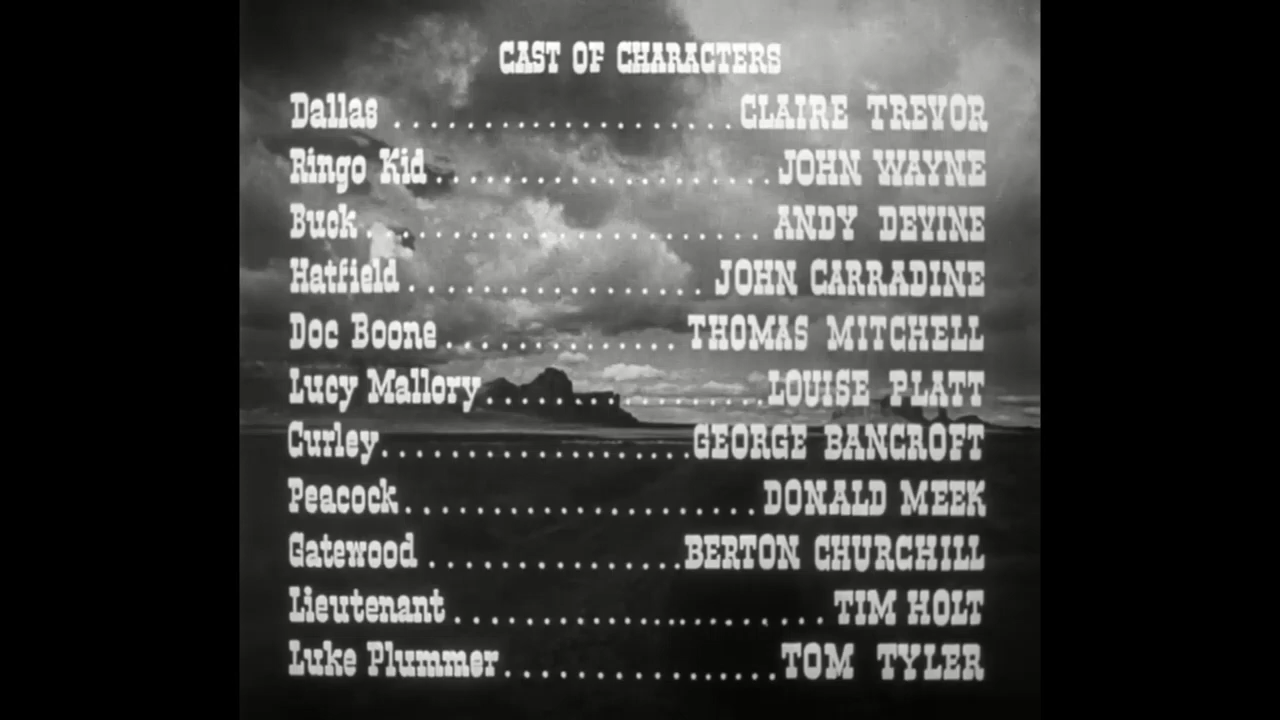 CAST OF CHARACTERS
Dallas . . . . . . . . . . . . . . . . . . . CLAIRE TREVOR
Ringo Kid . . . . . . . . . . . . . . . . . . . JOHN WAYNE
Buck . . . . . . . . . . . . . . . . . . . . . . ANDY DEVINE
Hatfield . . . . . . . . . . . . . . . . . JOHN CARRADINE
Doc Boone . . . . . . . . . . . . . THOMAS MITCHELL
Lucy Mallory . . . . . . . . . . . . . . . . LOUISE PLATT
Curley . . . . . . . . . . . . . . . . . . . GEORGE BANCROFT
Peacock . . . . . . . . . . . . . . . . . . . . DONALD MEEK
Gatewood . . . . . . . . . . . . . . . BERTON CHURCHILL
Lieutenant . . . . . . . . . . . . . . . . . . . . . . TIM HOLT
Luke Plummer . . . . . . . . . . . . . . . . TOM TYLER